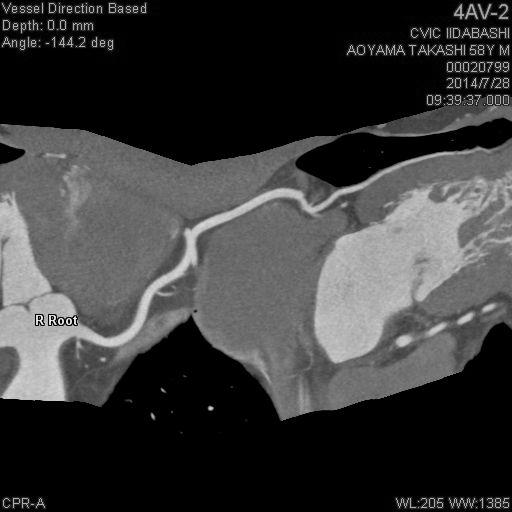 Vessel Direction Based
Depth: 0.0 mm
Angle: -144.2 deg
4AV-2
CVIC IIDABASHI
AOYAMA TAKASHI 58Y M
00020799
2014/7/28
09:39:37.000
R Root
CPR-A
WL:205 WW:1385